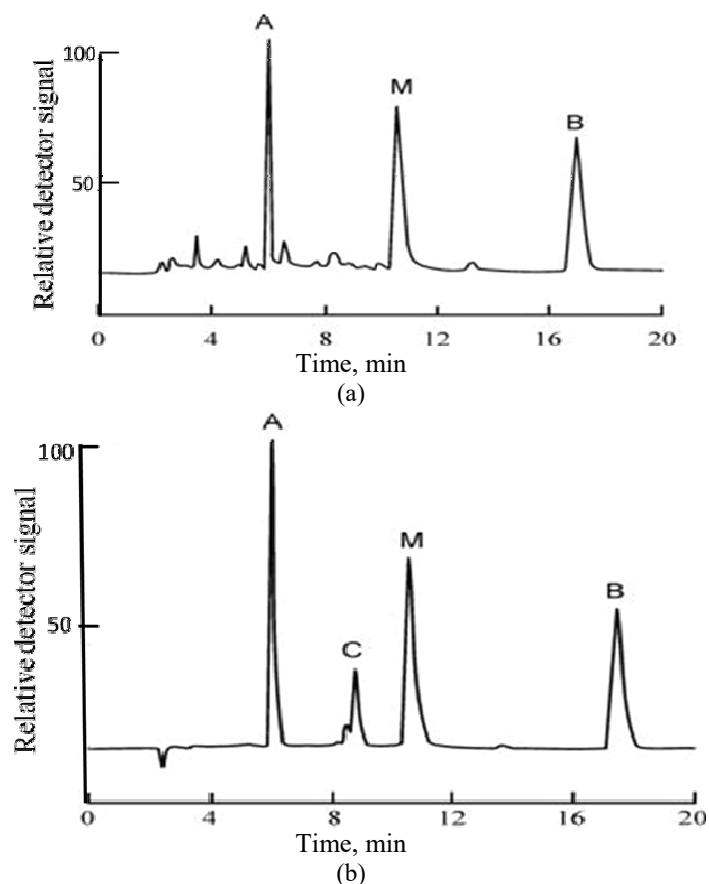 A
100
M
B
50
Relative detector signal
0 4 8 12 16 20
Time, min
(a)
A
100
M
B
50
C
Relative detector signal
0 4 8 12 16 20
Time, min
(b)